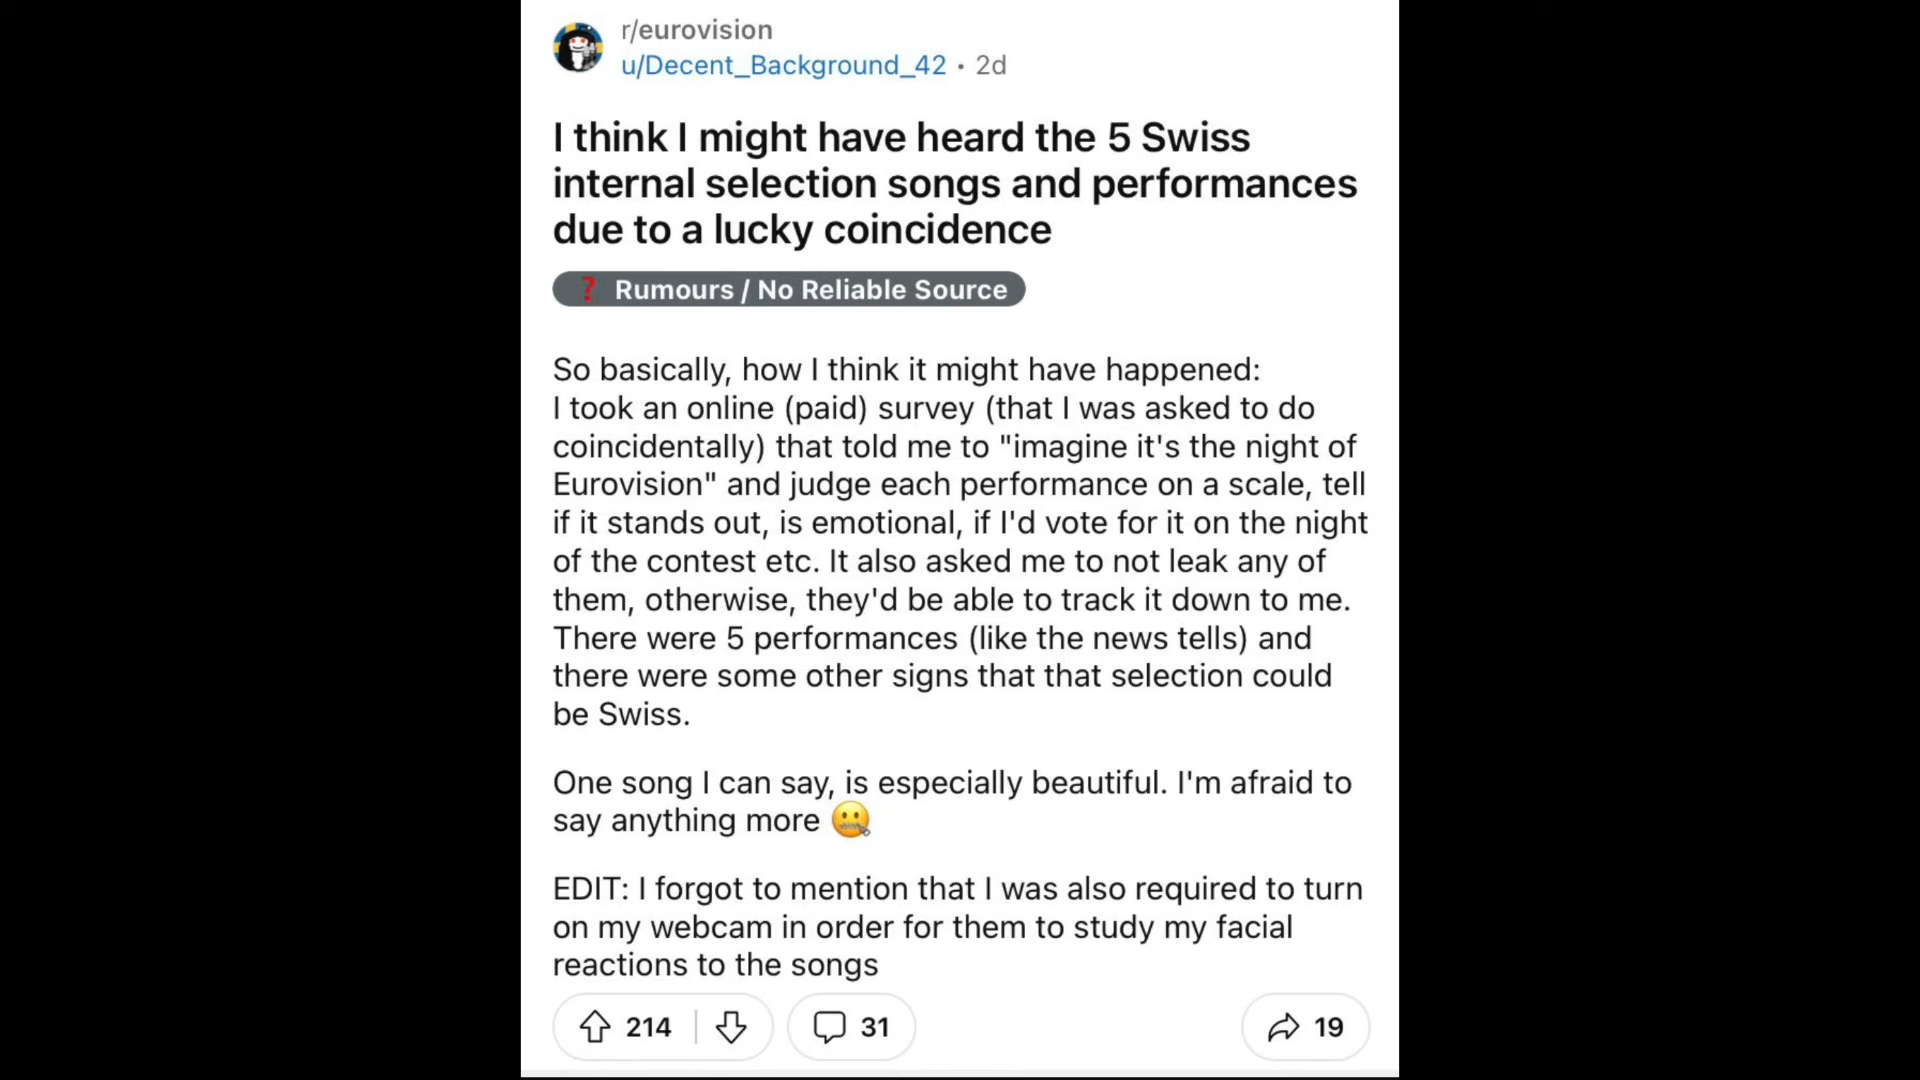 r/eurovision
u/Decent_Background_42 • 2d
I think I might have heard the 5 Swiss
internal selection songs and performances
due to a lucky coincidence
❓ Rumours / No Reliable Source
So basically, how I think it might have happened:
I took an online (paid) survey (that I was asked to do
coincidentally) that told me to "imagine it's the night of
Eurovision" and judge each performance on a scale, tell
if it stands out, is emotional, if I'd vote for it on the night
of the contest etc. It also asked me to not leak any of
them, otherwise, they'd be able to track it down to me.
There were 5 performances (like the news tells) and
there were some other signs that that selection could
be Swiss.
One song I can say, is especially beautiful. I'm afraid to
say anything more 🤐
EDIT: I forgot to mention that I was also required to turn
on my webcam in order for them to study my facial
reactions to the songs
214 31 19